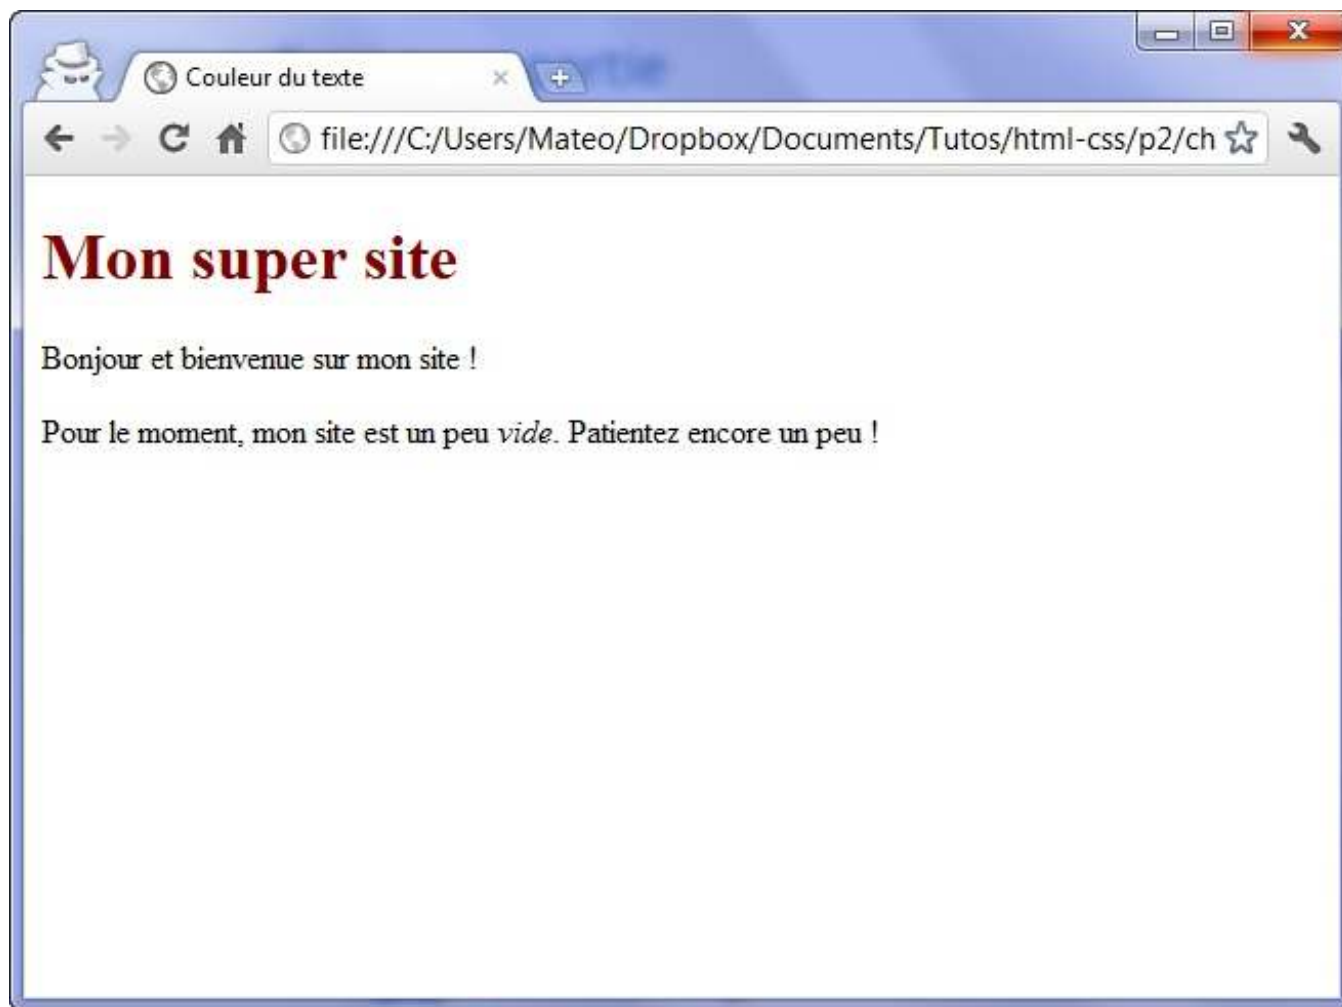 Couleur du texte
file:///C:/Users/Mateo/Dropbox/Documents/Tutos/html-css/p2/ch
Mon super site
Bonjour et bienvenue sur mon site !
Pour le moment, mon site est un peu vide. Patientez encore un peu !